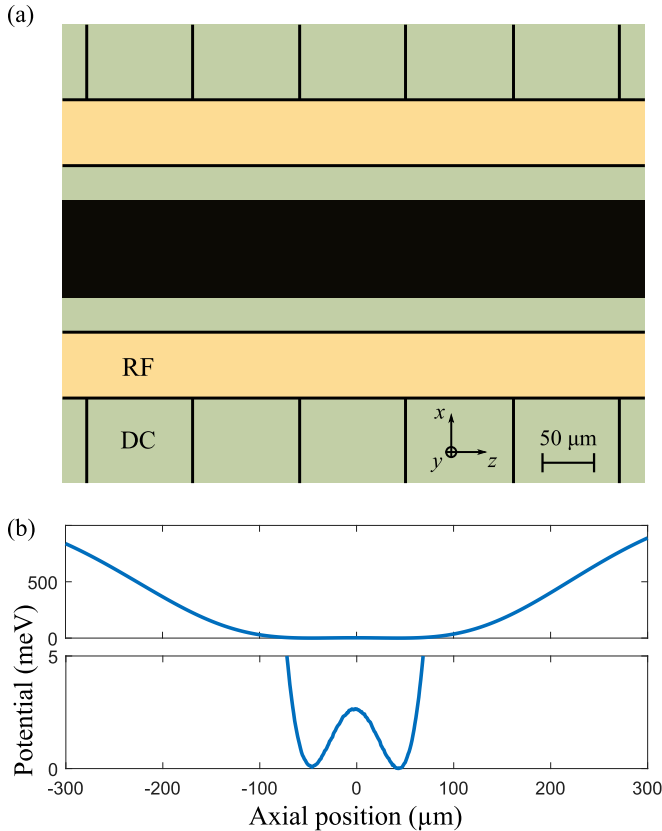 (a)
RF
DC
x
y
z
50 μm
(b)
Potential (meV)
500
0
5
0
-300 -200 -100 0 100 200 300
Axial position (μm)